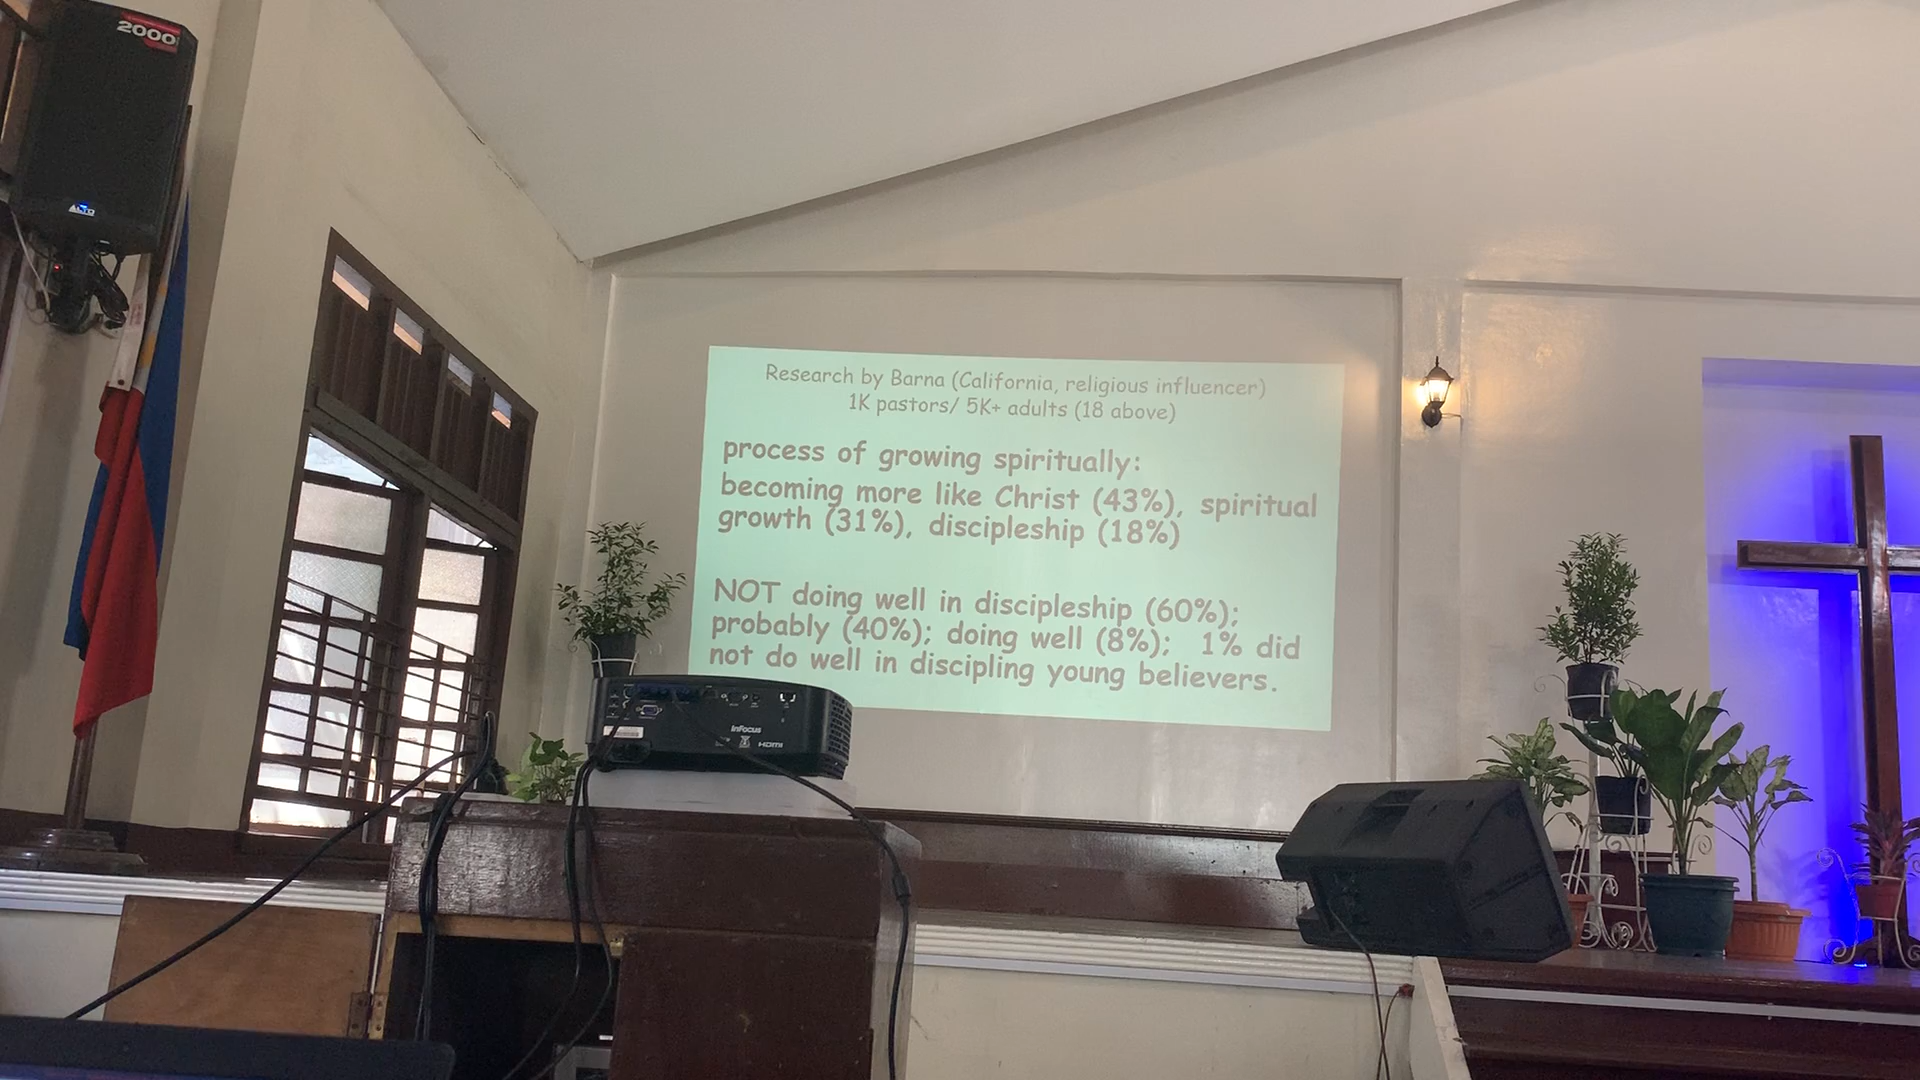 2000
ALTO
Research by Barna (California, religious influencer)
1K pastors/ 5K+ adults (18 above)
process of growing spiritually:
becoming more like Christ (43%), spiritual
growth (31%), discipleship (18%)
NOT doing well in discipleship (60%);
probably (40%); doing well (8%); 1% did
not do well in discipling young believers.
InFocus
HDMI